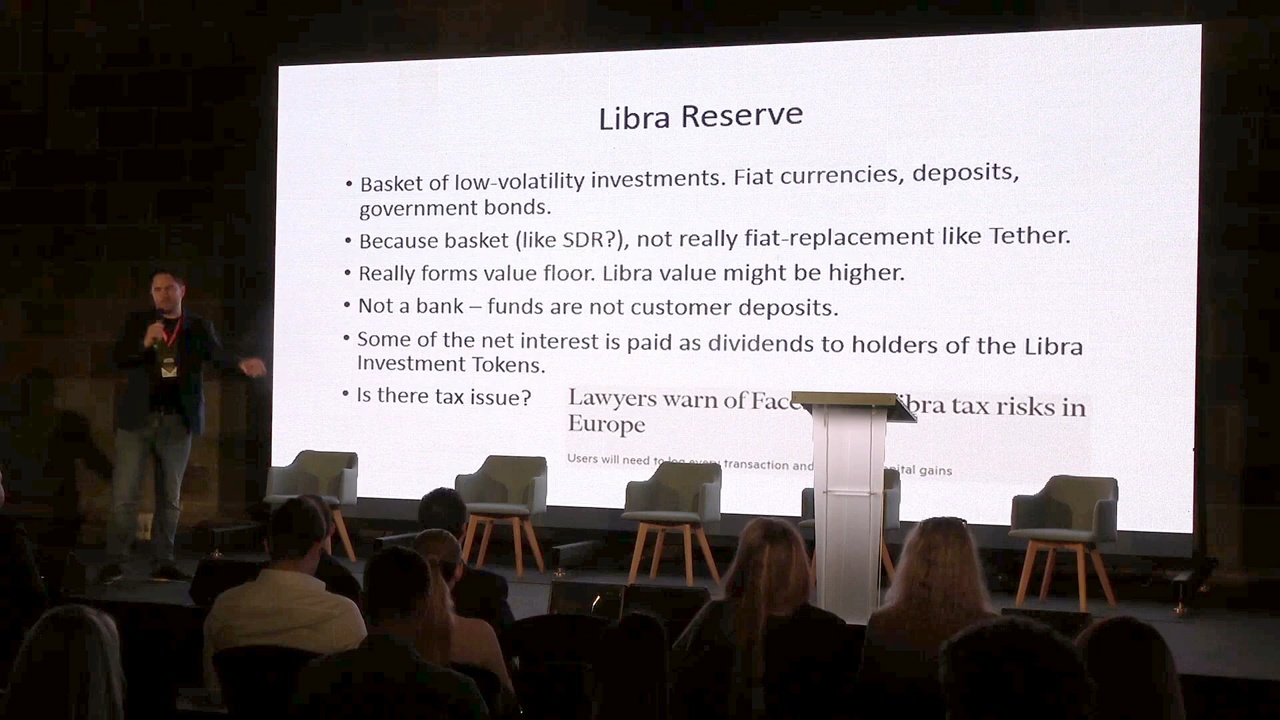 Libra Reserve
• Basket of low-volatility investments. Fiat currencies, deposits,
government bonds.
• Because basket (like SDR?), not really fiat-replacement like Tether.
• Really forms value floor. Libra value might be higher.
• Not a bank – funds are not customer deposits.
• Some of the net interest is paid as dividends to holders of the Libra
Investment Tokens.
• Is there tax issue?
Lawyers warn of tax risks in
Europe
Users will need to log every transaction and gains